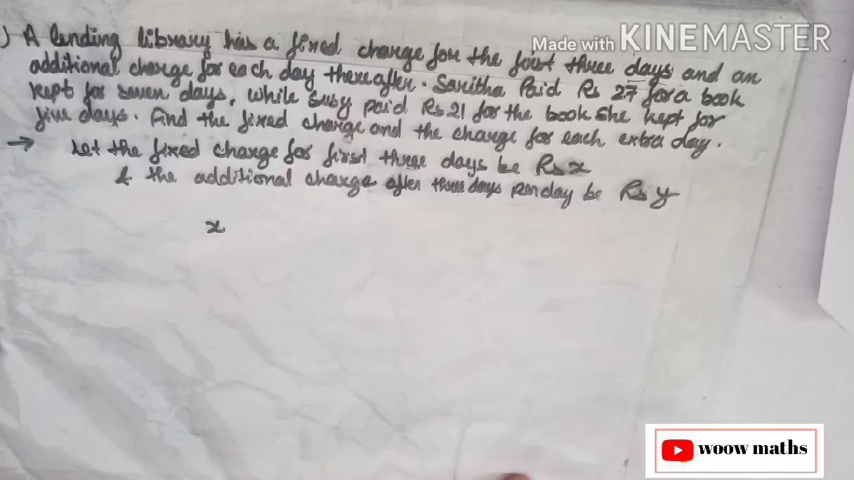 ) A lending library has a fixed charge for the first three days and an
additional charge for each day thereafter. Saritha Paid Rs 27 for a book
kept for seven days, while Susy paid Rs 21 for the book she kept for
five days. Find the fixed charge and the charge for each extra day.
→ Let the fixed charge for first three days be Rs x
& the additional charge after three days per day be Rs y
x
Made with KINEMASTER
woow maths